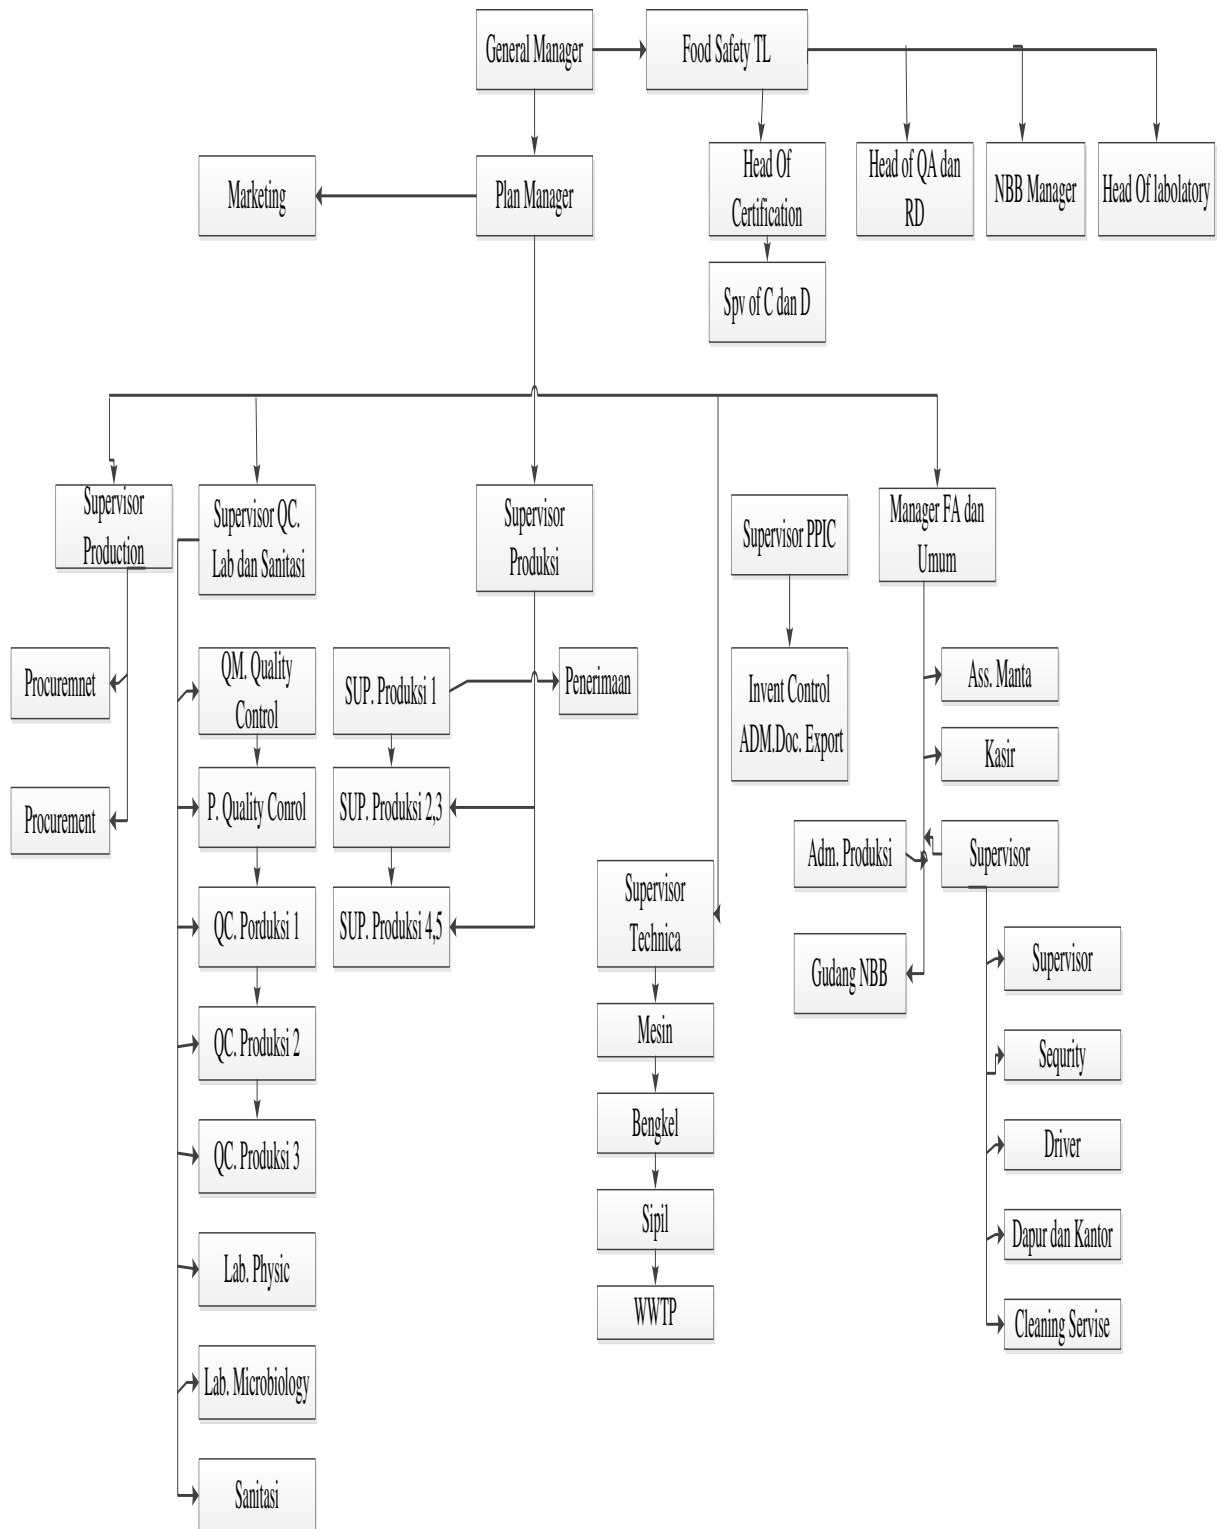 General Manager
Food Safety TL
Head Of
Certification
Head of QA dan
RD
NBB Manager
Head Of labolatory
Marketing
Plan Manager
Spv of C dan D
Supervisor
Production
Supervisor QC.
Lab dan Sanitasi
Supervisor
Produksi
Supervisor PPIC
Manager FA dan
Umum
Procuremnet
QM. Quality
Control
SUP. Produksi 1
Penerimaan
Invent Control
ADM.Doc. Export
Ass. Manta
Kasir
Procurement
P. Quality Conrol
SUP. Produksi 2,3
Adm. Produksi
Supervisor
Supervisor
Technica
QC. Porduksi 1
SUP. Produksi 4,5
Gudang NBB
Supervisor
QC. Produksi 2
Mesin
Sequrity
Bengkel
Driver
QC. Produksi 3
Sipil
Dapur dan Kantor
Lab. Physic
WWTP
Cleaning Servise
Lab. Microbiology
Sanitasi